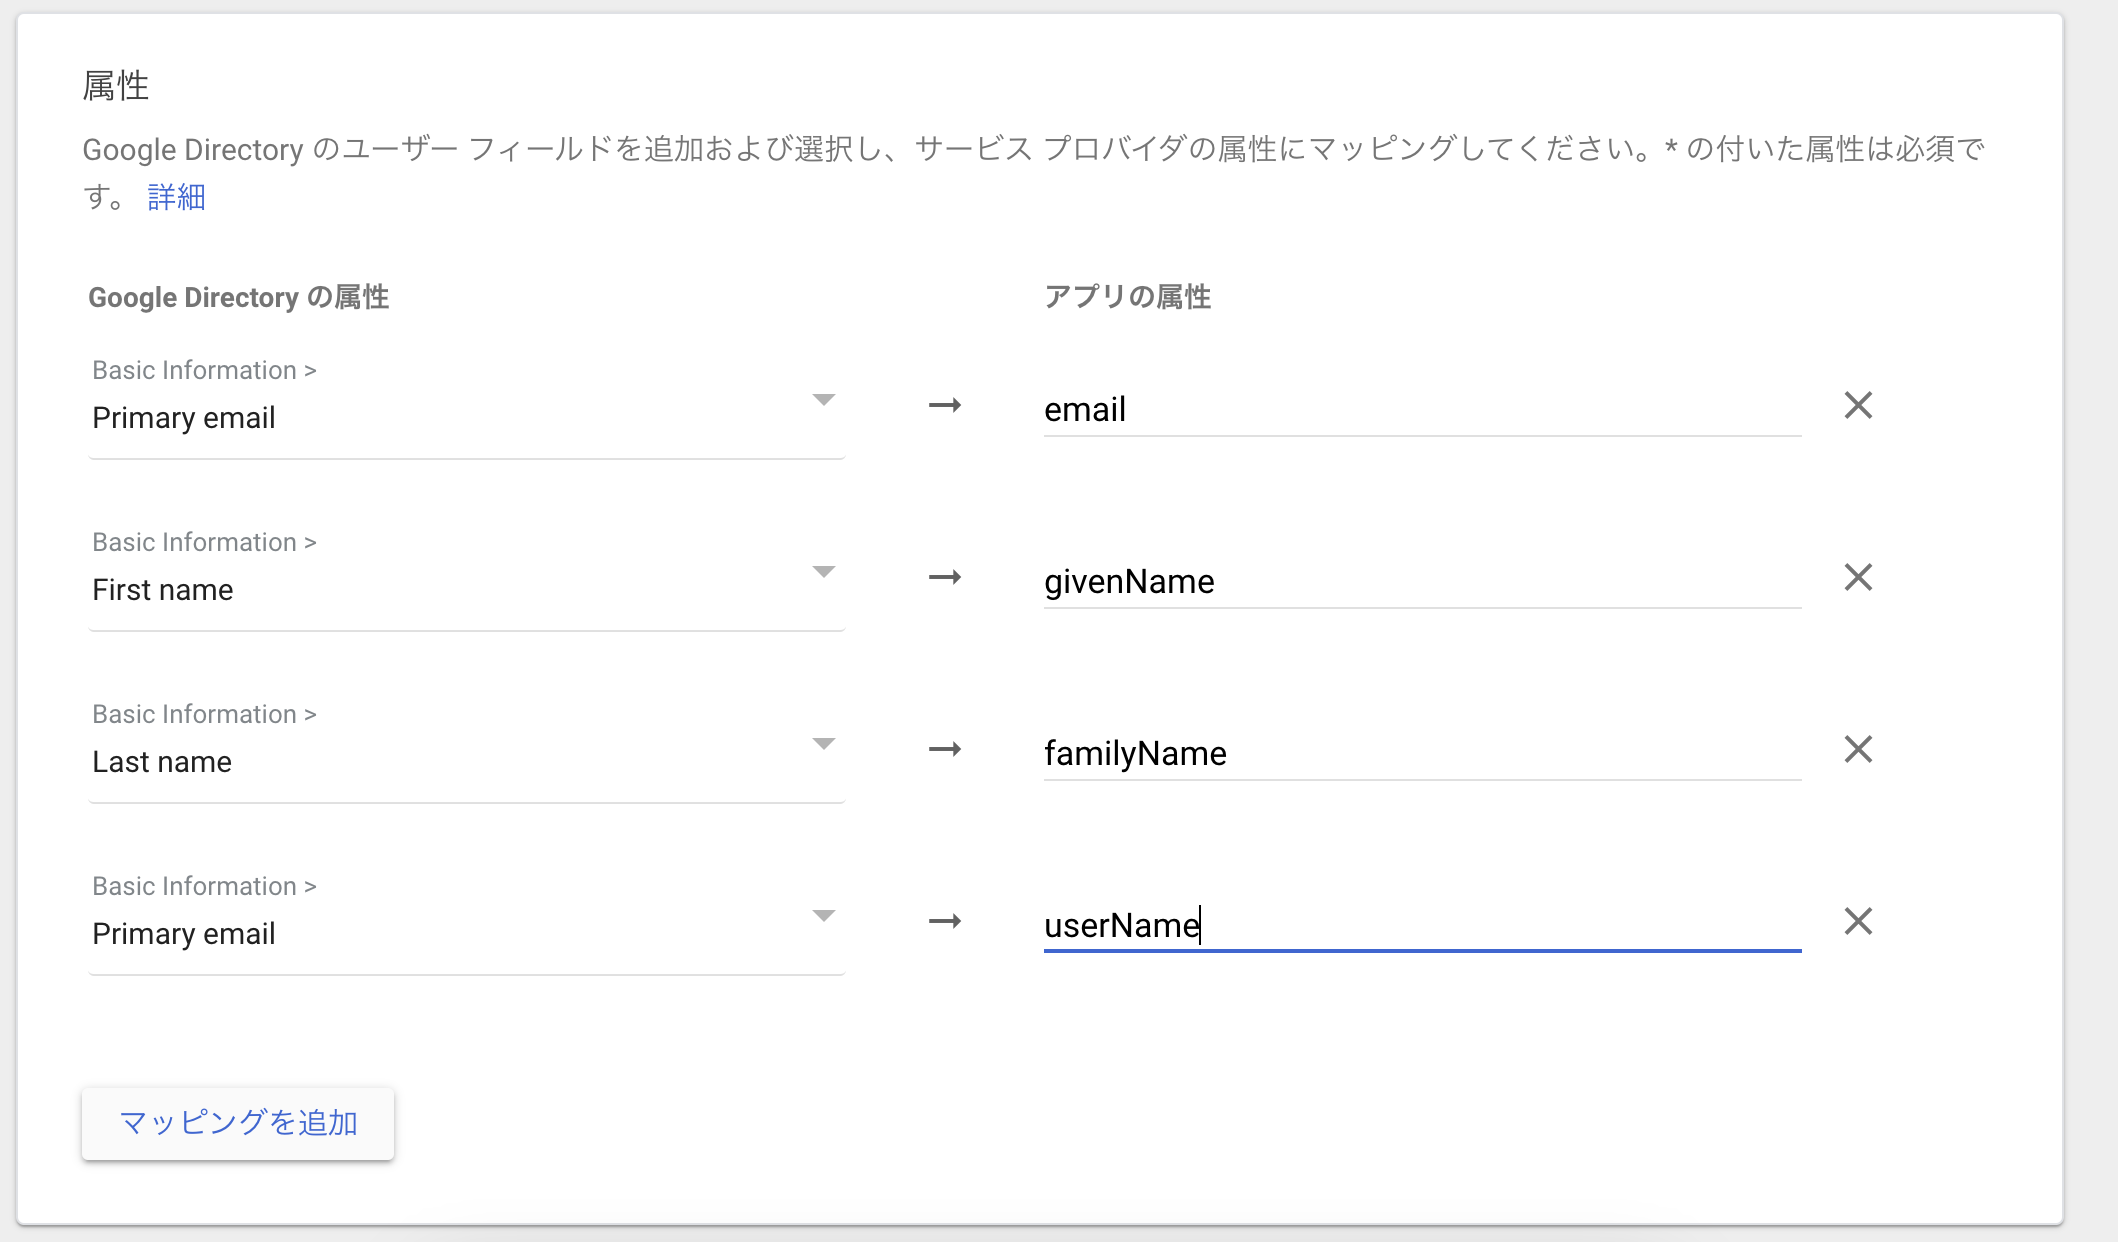 属性
Google Directory のユーザー フィールドを追加および選択し、サービス プロバイダの属性にマッピングしてください。* の付いた属性は必須で
す。 詳細
Google Directory の属性
アプリの属性
Basic Information >
Primary email
→
email
Basic Information >
First name
→
givenName
Basic Information >
Last name
→
familyName
Basic Information >
Primary email
→
userName
マッピングを追加